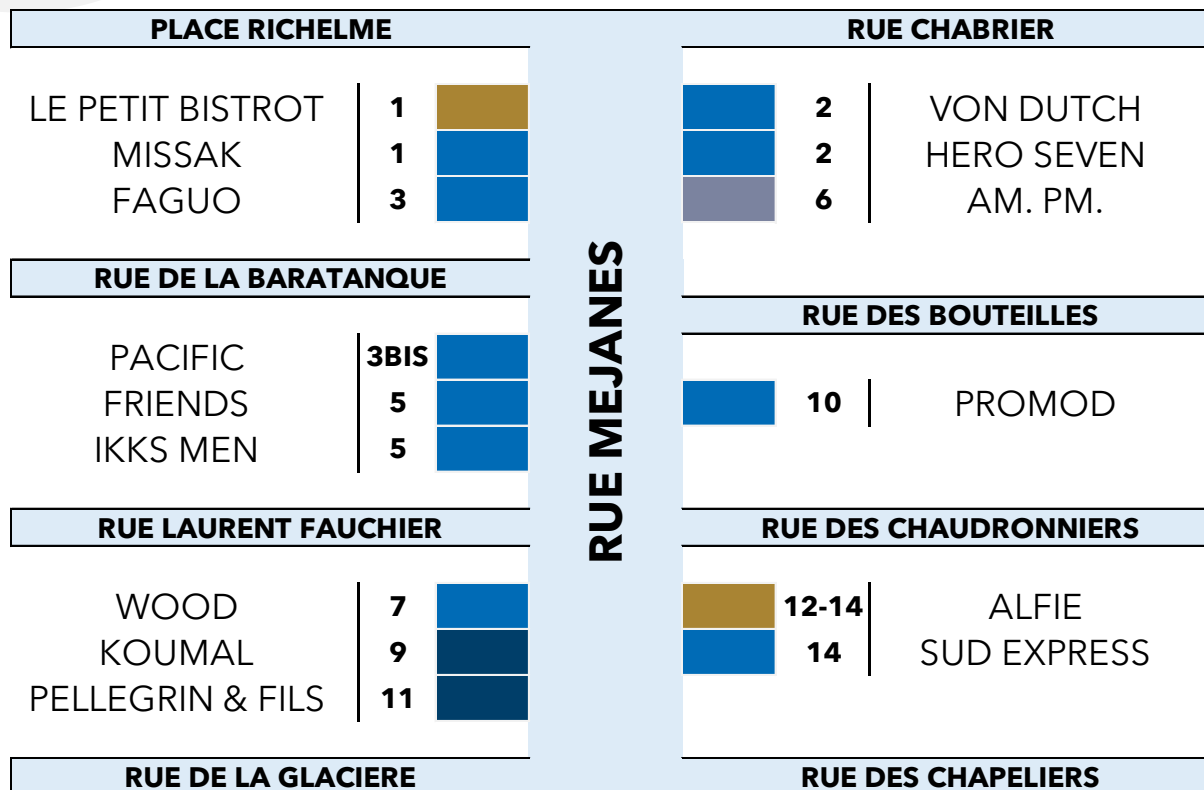 PLACE RICHELME
LE PETIT BISTROT 1
MISSAK 1
FAGUO 3
RUE DE LA BARATANQUE
PACIFIC 3BIS
FRIENDS 5
IKKS MEN 5
RUE LAURENT FAUCHIER
WOOD 7
KOUMAL 9
PELLEGRIN & FILS 11
RUE DE LA GLACIERE
RUE MEJANES
RUE CHABRIER
2 VON DUTCH
2 HERO SEVEN
6 AM. PM.
RUE DES BOUTEILLES
10 PROMOD
RUE DES CHAUDRONNIERS
12-14 ALFIE
14 SUD EXPRESS
RUE DES CHAPELIERS